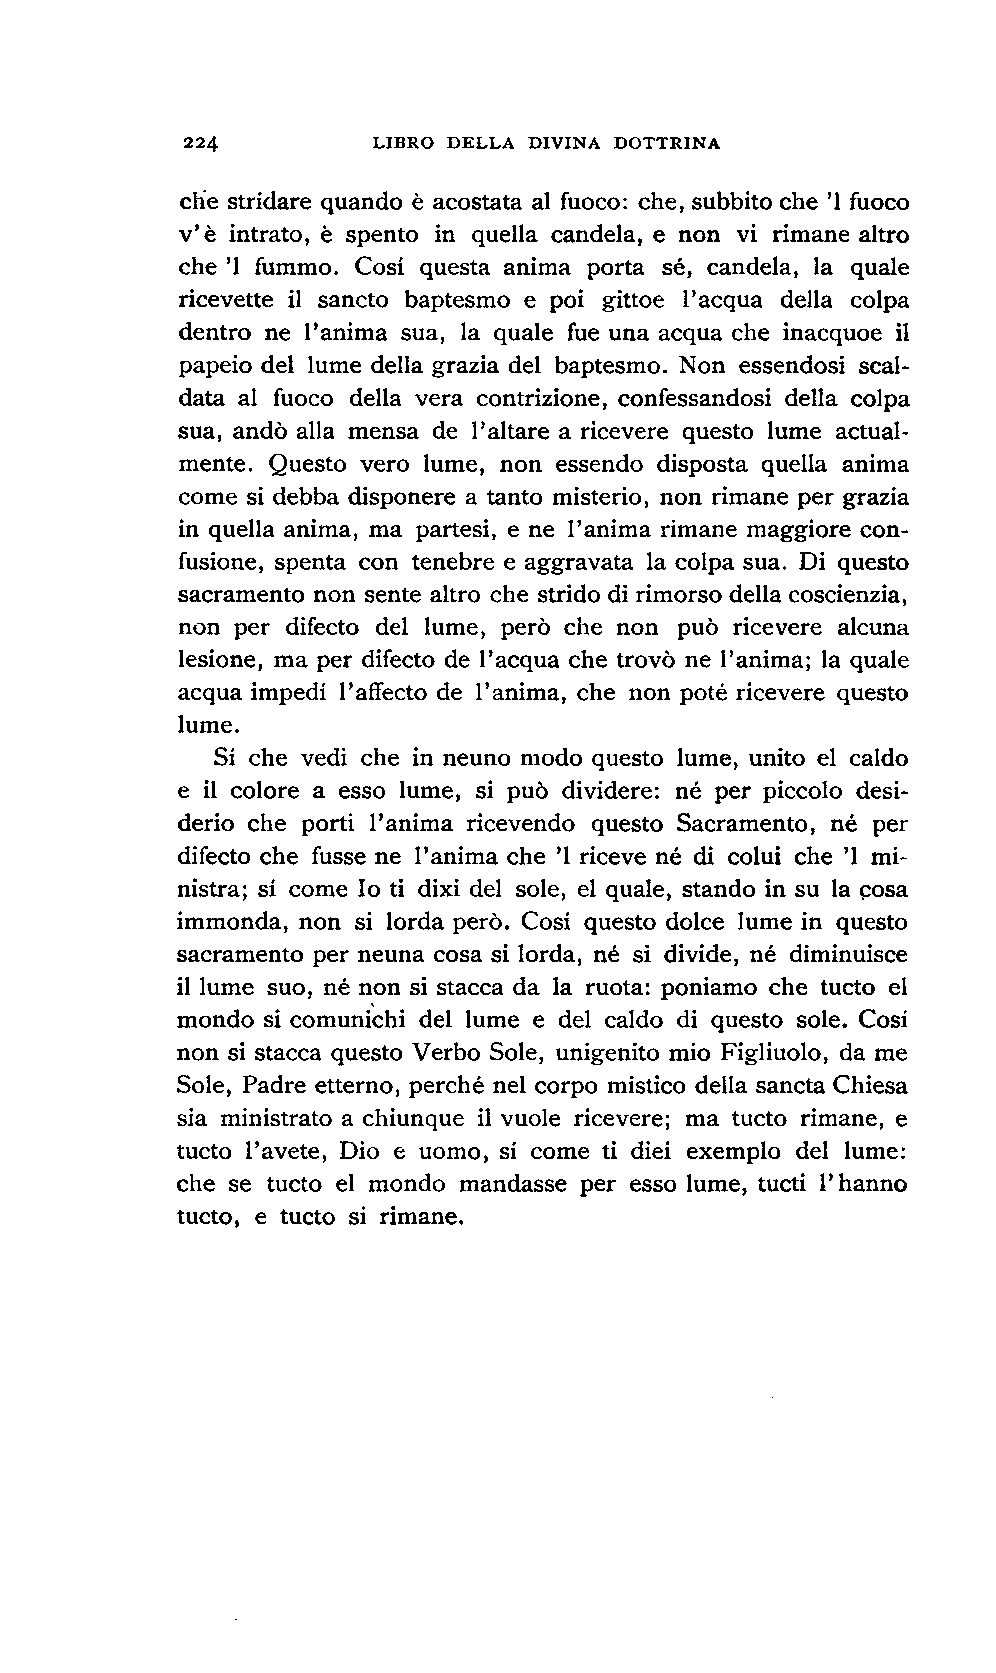 224 LIBRO DELLA DIVINA DOTTRINA
che stridare quando è acostata al fuoco: che, subbito che 'l fuoco
v'è intrato, è spento in quella candela, e non vi rimane altro
che 'l fummo. Cosí questa anima porta sé, candela, la quale
ricevette il sancto baptesmo e poi gittoe l'acqua della colpa
dentro ne l'anima sua, la quale fue una acqua che inacquoe il
papeio del lume della grazia del baptesmo. Non essendosi scal-
data al fuoco della vera contrizione, confessandosi della colpa
sua, andò alla mensa de l'altare a ricevere questo lume actual-
mente. Questo vero lume, non essendo disposta quella anima
come si debba disponere a tanto misterio, non rimane per grazia
in quella anima, ma partesi, e ne l'anima rimane maggiore con-
fusione, spenta con tenebre e aggravata la colpa sua. Di questo
sacramento non sente altro che strido di rimorso della coscienzia,
non per difecto del lume, però che non può ricevere alcuna
lesione, ma per difecto de l'acqua che trovò ne l'anima; la quale
acqua impedí l'affecto de l'anima, che non poté ricevere questo
lume.
Sí che vedi che in neuno modo questo lume, unito el caldo
e il colore a esso lume, si può dividere: né per piccolo desi-
derio che porti l'anima ricevendo questo Sacramento, né per
difecto che fusse ne l'anima che 'l riceve né di colui che 'l mi-
nistra; sí come Io ti dixi del sole, el quale, stando in su la cosa
immonda, non si lorda però. Cosí questo dolce lume in questo
sacramento per neuna cosa si lorda, né si divide, né diminuisce
il lume suo, né non si stacca da la ruota: poniamo che tucto el
mondo si comunichi del lume e del caldo di questo sole. Cosí
non si stacca questo Verbo Sole, unigenito mio Figliuolo, da me
Sole, Padre etterno, perché nel corpo mistico della sancta Chiesa
sia ministrato a chiunque il vuole ricevere; ma tucto rimane, e
tucto l'avete, Dio e uomo, sí come ti diei exemplo del lume:
che se tucto el mondo mandasse per esso lume, tucti l'hanno
tucto, e tucto si rimane.